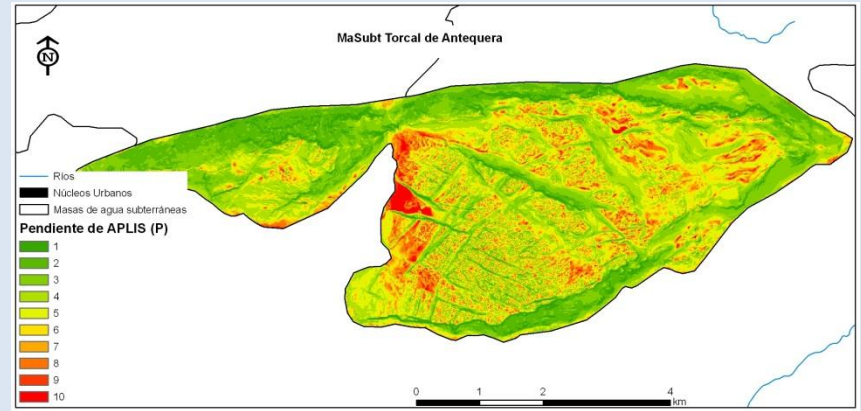 MaSubt Torcal de Antequera
N
Ríos
Núcleos Urbanos
Masas de agua subterráneas
Pendiente de APLIS (P)
1
2
3
4
5
6
7
8
9
10
0 1 2 4
km